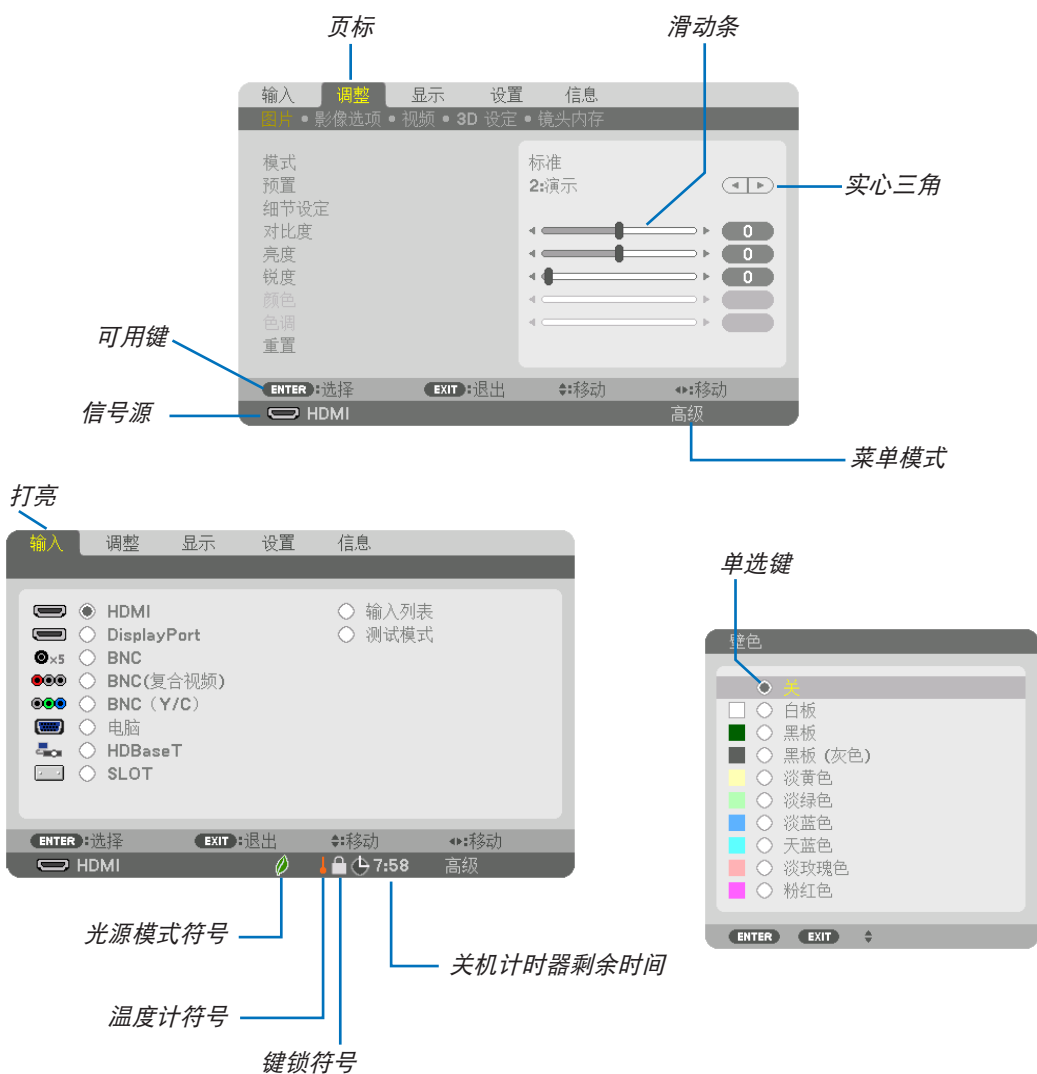 页标
滑动条
输入 调整 显示 设置 信息
图片 • 影像选项 • 视频 • 3D 设定 • 镜头内存
模式 标准
预置 2:演示
实心三角
细节设定
对比度 0
亮度 0
锐度 0
颜色
色调
重置
可用键
ENTER:选择 EXIT:退出 :移动 :移动
信号源
HDMI 高级
菜单模式
打亮
输入 调整 显示 设置 信息
HDMI 输入列表
DisplayPort 测试模式
×5 BNC
BNC(复合视频)
BNC（Y/C）
电脑
HDBaseT
SLOT
ENTER:选择 EXIT:退出 :移动 :移动
HDMI 7:58 高级
光源模式符号
关机计时器剩余时间
温度计符号
键锁符号
单选键
壁色
关
白板
黑板
黑板 (灰色)
淡黄色
淡绿色
淡蓝色
天蓝色
淡玫瑰色
粉红色
ENTER EXIT